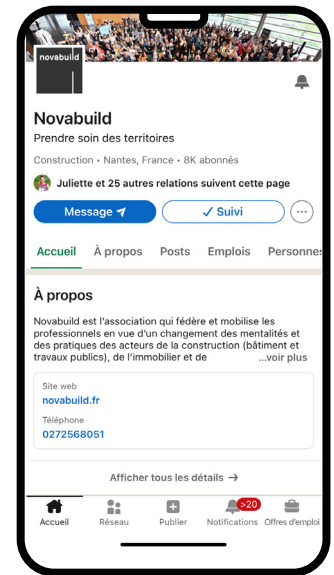 novabuild
Novabuild
Prendre soin des territoires
Construction • Nantes, France • 8K abonnés
Juliette et 25 autres relations suivent cette page
Message
✓ Suivi
Accueil À propos Posts Emplois Personnes
À propos
Novabuild est l'association qui fédère et mobilise les
professionnels en vue d'un changement des mentalités et
des pratiques des acteurs de la construction (bâtiment et
travaux publics), de l'immobilier et de ...voir plus
Site web
novabuild.fr
Téléphone
0272568051
Afficher tous les détails →
>20
Accueil Réseau Publier Notifications Offres d'emploi